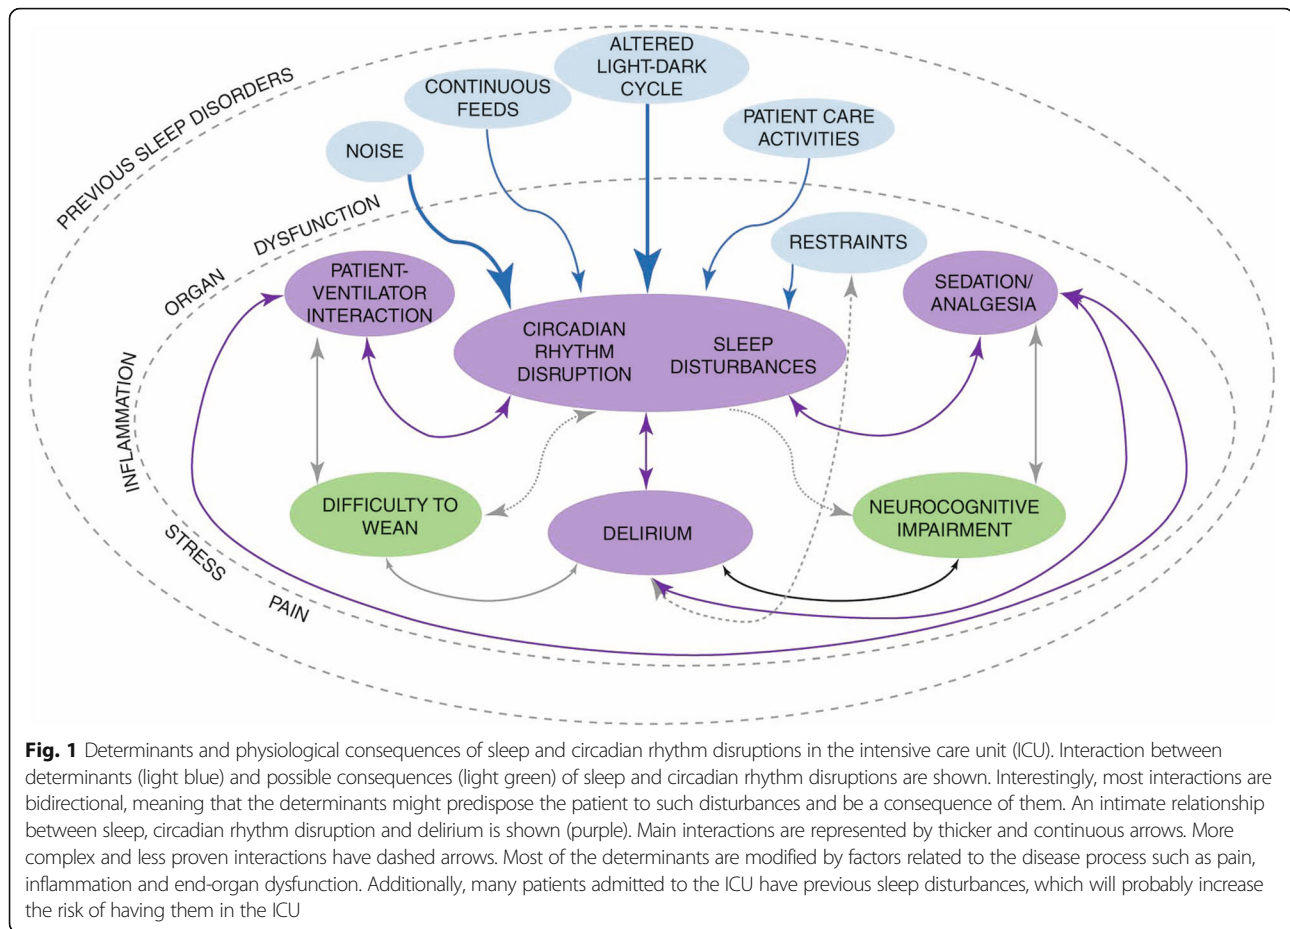 PREVIOUS SLEEP DISORDERS
ALTERED
LIGHT-DARK
CYCLE
CONTINUOUS
FEEDS
PATIENT CARE
ACTIVITIES
NOISE
ORGAN DYSFUNCTION
RESTRAINTS
PATIENT-
VENTILATOR
INTERACTION
SEDATION/
ANALGESIA
CIRCADIAN
RHYTHM
DISRUPTION
SLEEP
DISTURBANCES
INFLAMMATION
DIFFICULTY TO
WEAN
DELIRIUM
NEUROCOGNITIVE
IMPAIRMENT
STRESS
PAIN
Fig. 1 Determinants and physiological consequences of sleep and circadian rhythm disruptions in the intensive care unit (ICU). Interaction between
determinants (light blue) and possible consequences (light green) of sleep and circadian rhythm disruptions are shown. Interestingly, most interactions are
bidirectional, meaning that the determinants might predispose the patient to such disturbances and be a consequence of them. An intimate relationship
between sleep, circadian rhythm disruption and delirium is shown (purple). Main interactions are represented by thicker and continuous arrows. More
complex and less proven interactions have dashed arrows. Most of the determinants are modified by factors related to the disease process such as pain,
inflammation and end-organ dysfunction. Additionally, many patients admitted to the ICU have previous sleep disturbances, which will probably increase
the risk of having them in the ICU